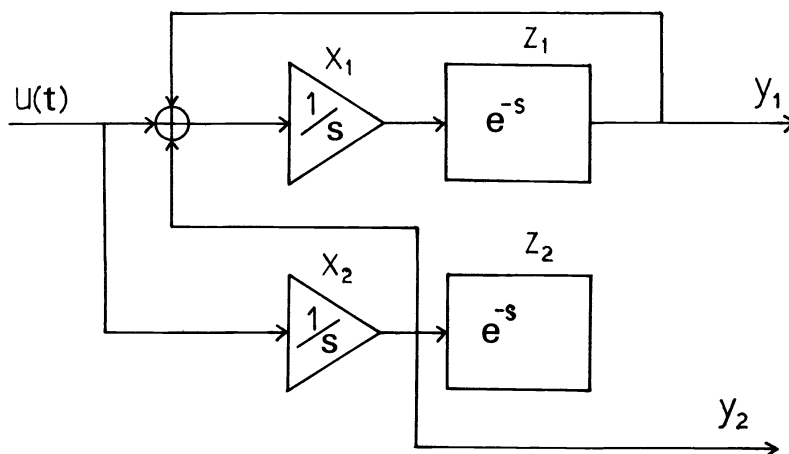 X₁
Z₁
u(t)
1/s
e⁻ˢ
y₁
X₂
Z₂
1/s
e⁻ˢ
y₂